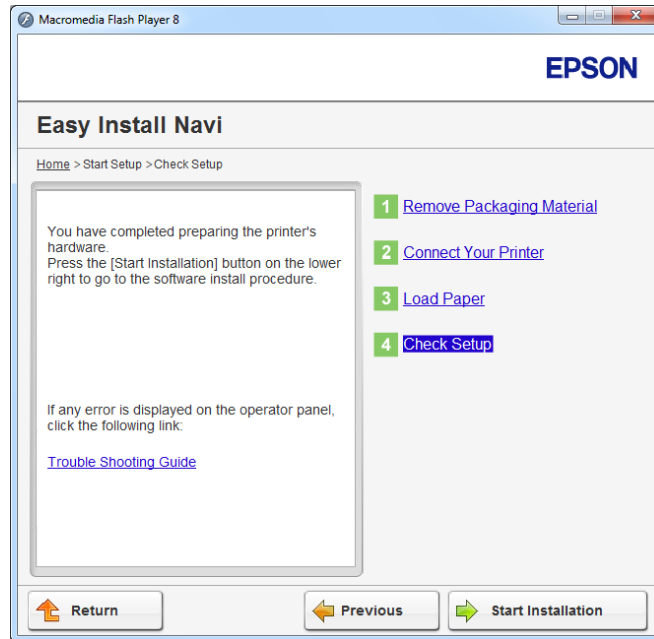 Macromedia Flash Player 8
EPSON
Easy Install Navi
Home > Start Setup >Check Setup
You have completed preparing the printer's
hardware.
Press the [Start Installation] button on the lower
right to go to the software install procedure.
If any error is displayed on the operator panel,
click the following link:
Trouble Shooting Guide
1 Remove Packaging Material
2 Connect Your Printer
3 Load Paper
4 Check Setup
Return
Previous
Start Installation